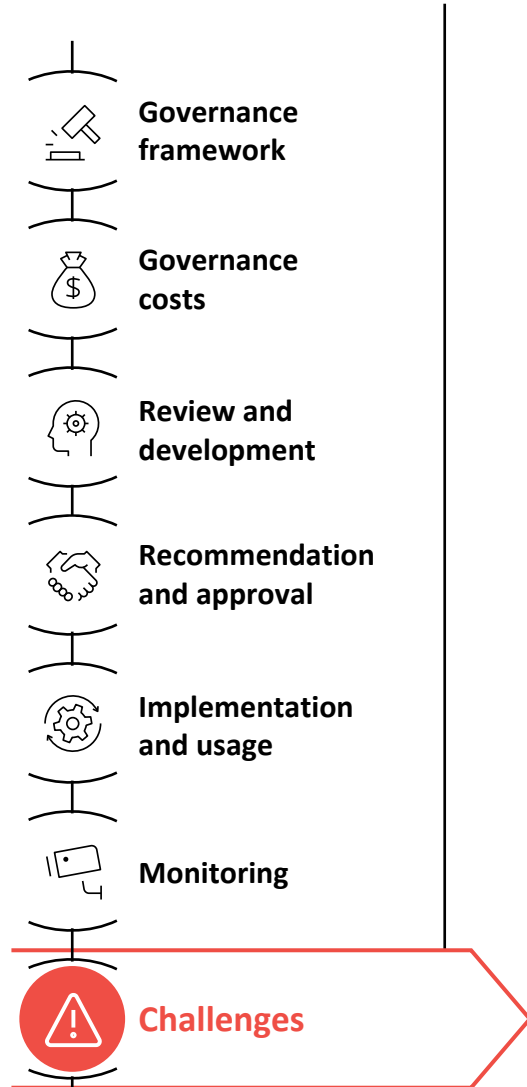 Governance
framework
$
Governance
costs
Review and
development
Recommendation
and approval
Implementation
and usage
Monitoring
Challenges